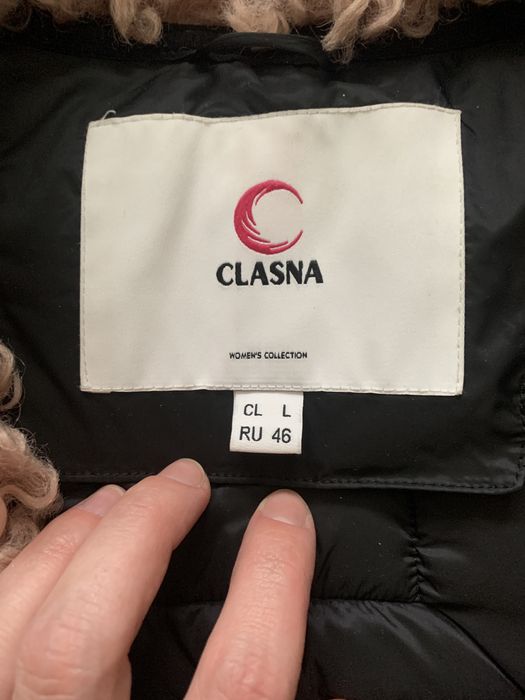 CLASNA
WOMEN'S COLLECTION
CL L
RU 46